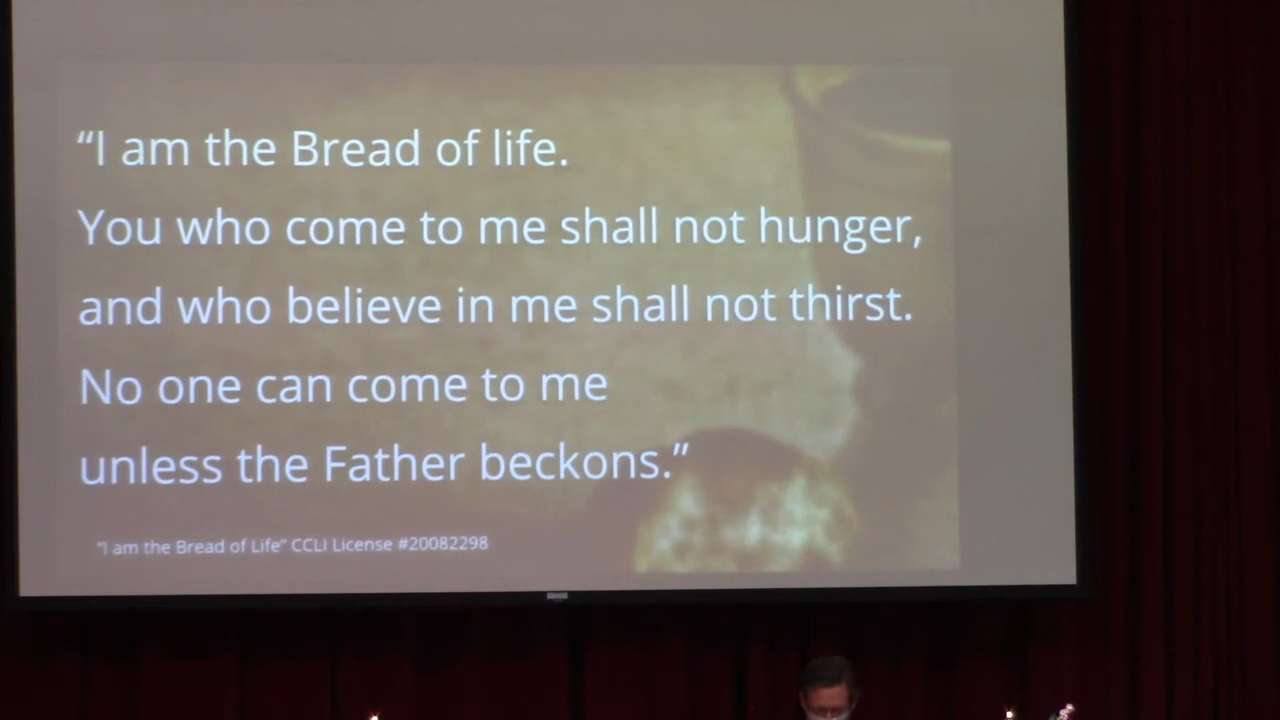 “I am the Bread of life.
You who come to me shall not hunger,
and who believe in me shall not thirst.
No one can come to me
unless the Father beckons.”
“I am the Bread of Life” CCLI License #20082298